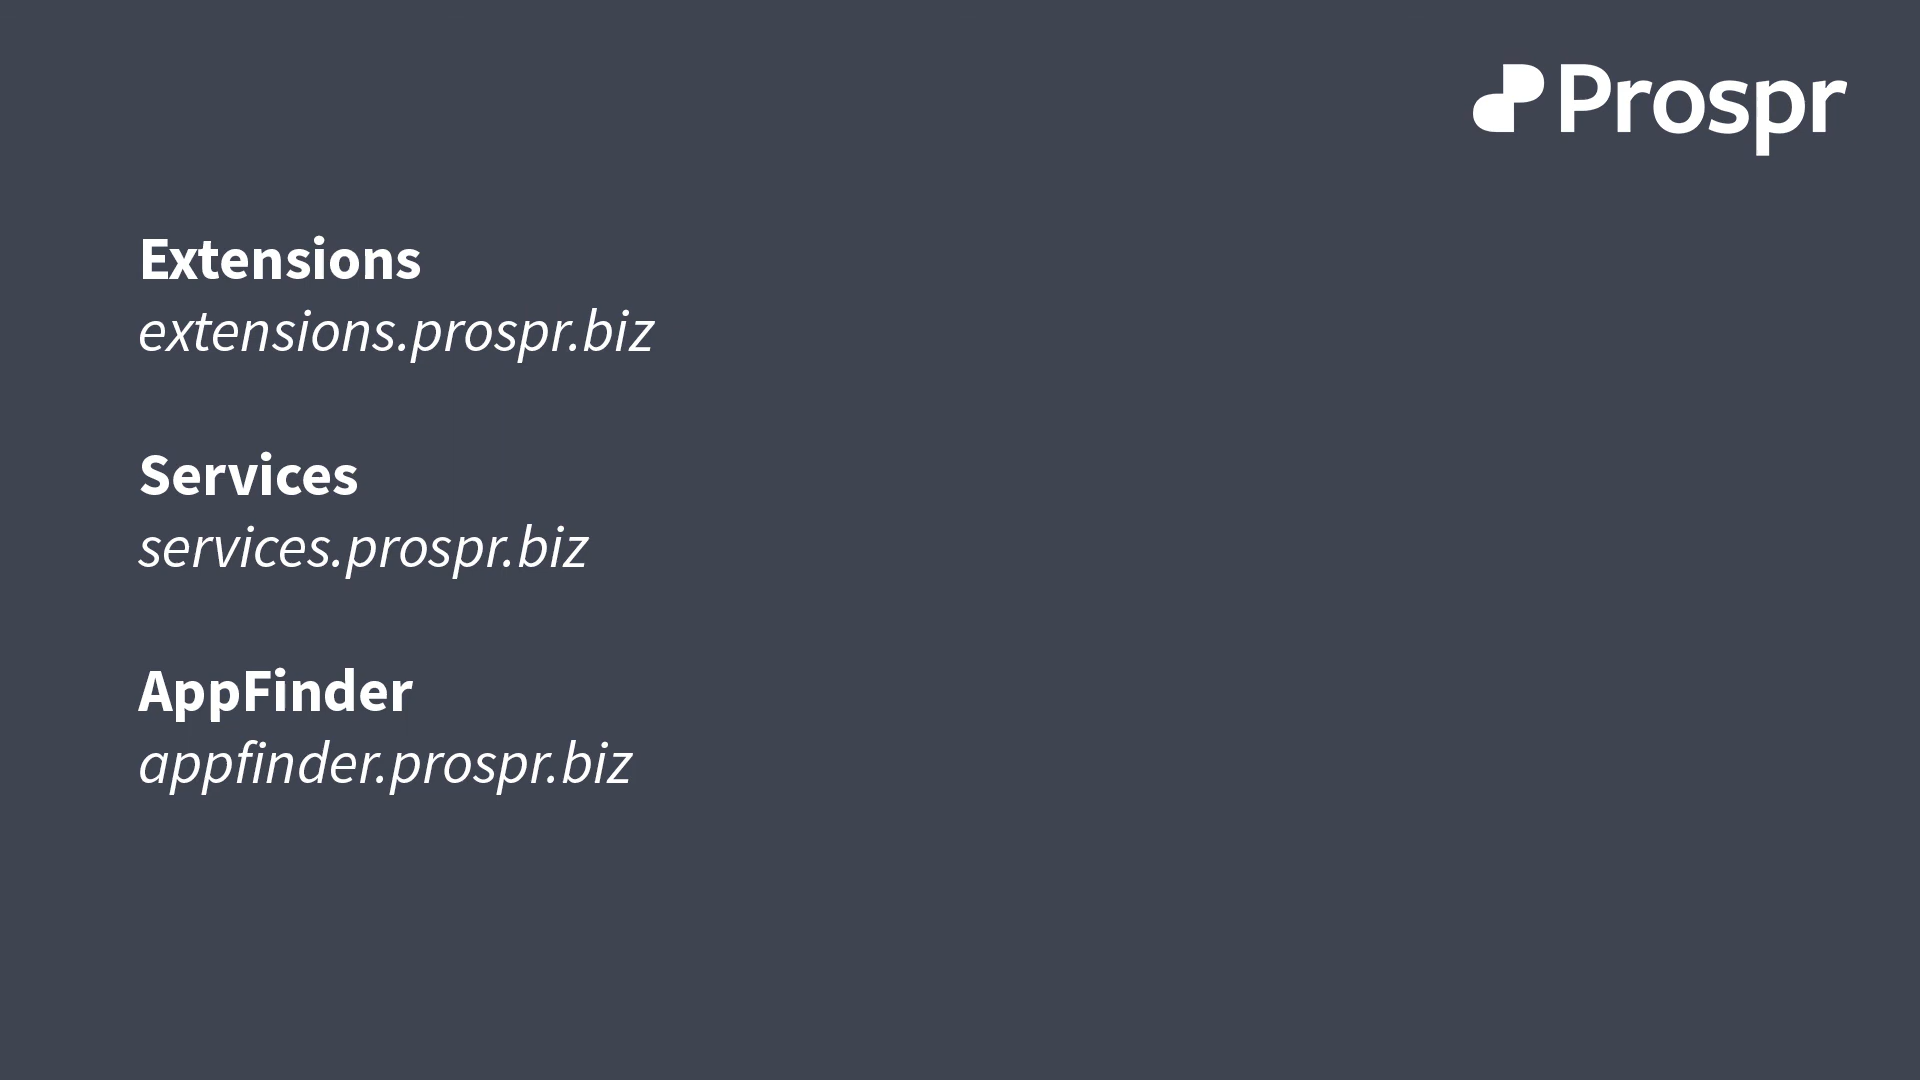 Prospr
Extensions
extensions.prospr.biz
Services
services.prospr.biz
AppFinder
appfinder.prospr.biz